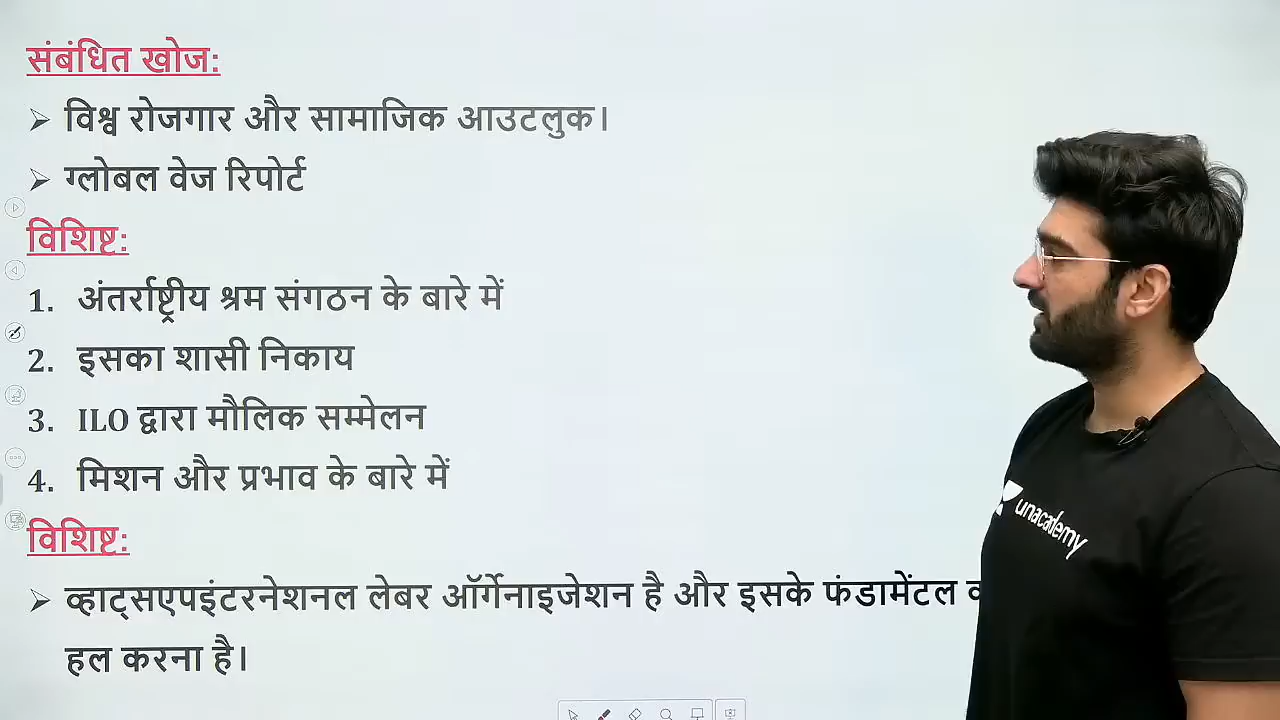 संबंधित खोज:
➢ विश्व रोजगार और सामाजिक आउटलुक।
➢ ग्लोबल वेज रिपोर्ट
विशिष्ट:
1. अंतर्राष्ट्रीय श्रम संगठन के बारे में
2. इसका शासी निकाय
3. ILO द्वारा मौलिक सम्मेलन
4. मिशन और प्रभाव के बारे में
विशिष्ट:
➢ व्हाट्सएपइंटरनेशनल लेबर ऑर्गेनाइजेशन है और इसके फंडामेंटल
हल करना है।
unacademy